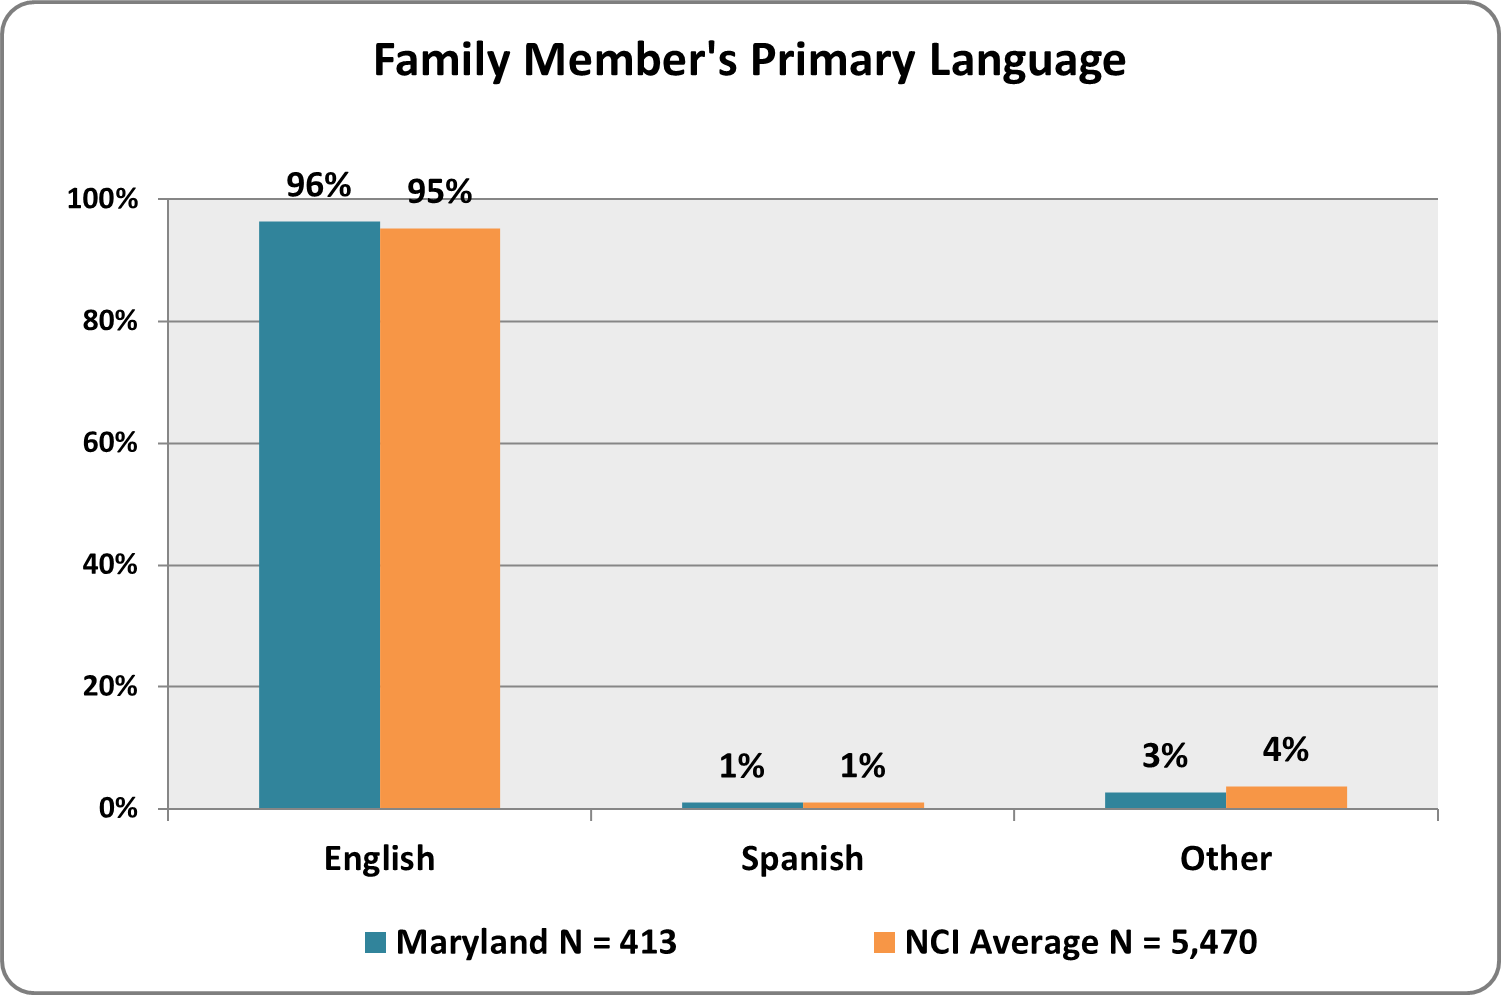 Family Member's Primary Language
96%
95%
100%
80%
60%
40%
20%
0%
1%
1%
3%
4%
English
Spanish
Other
Maryland N = 413
NCI Average N = 5,470